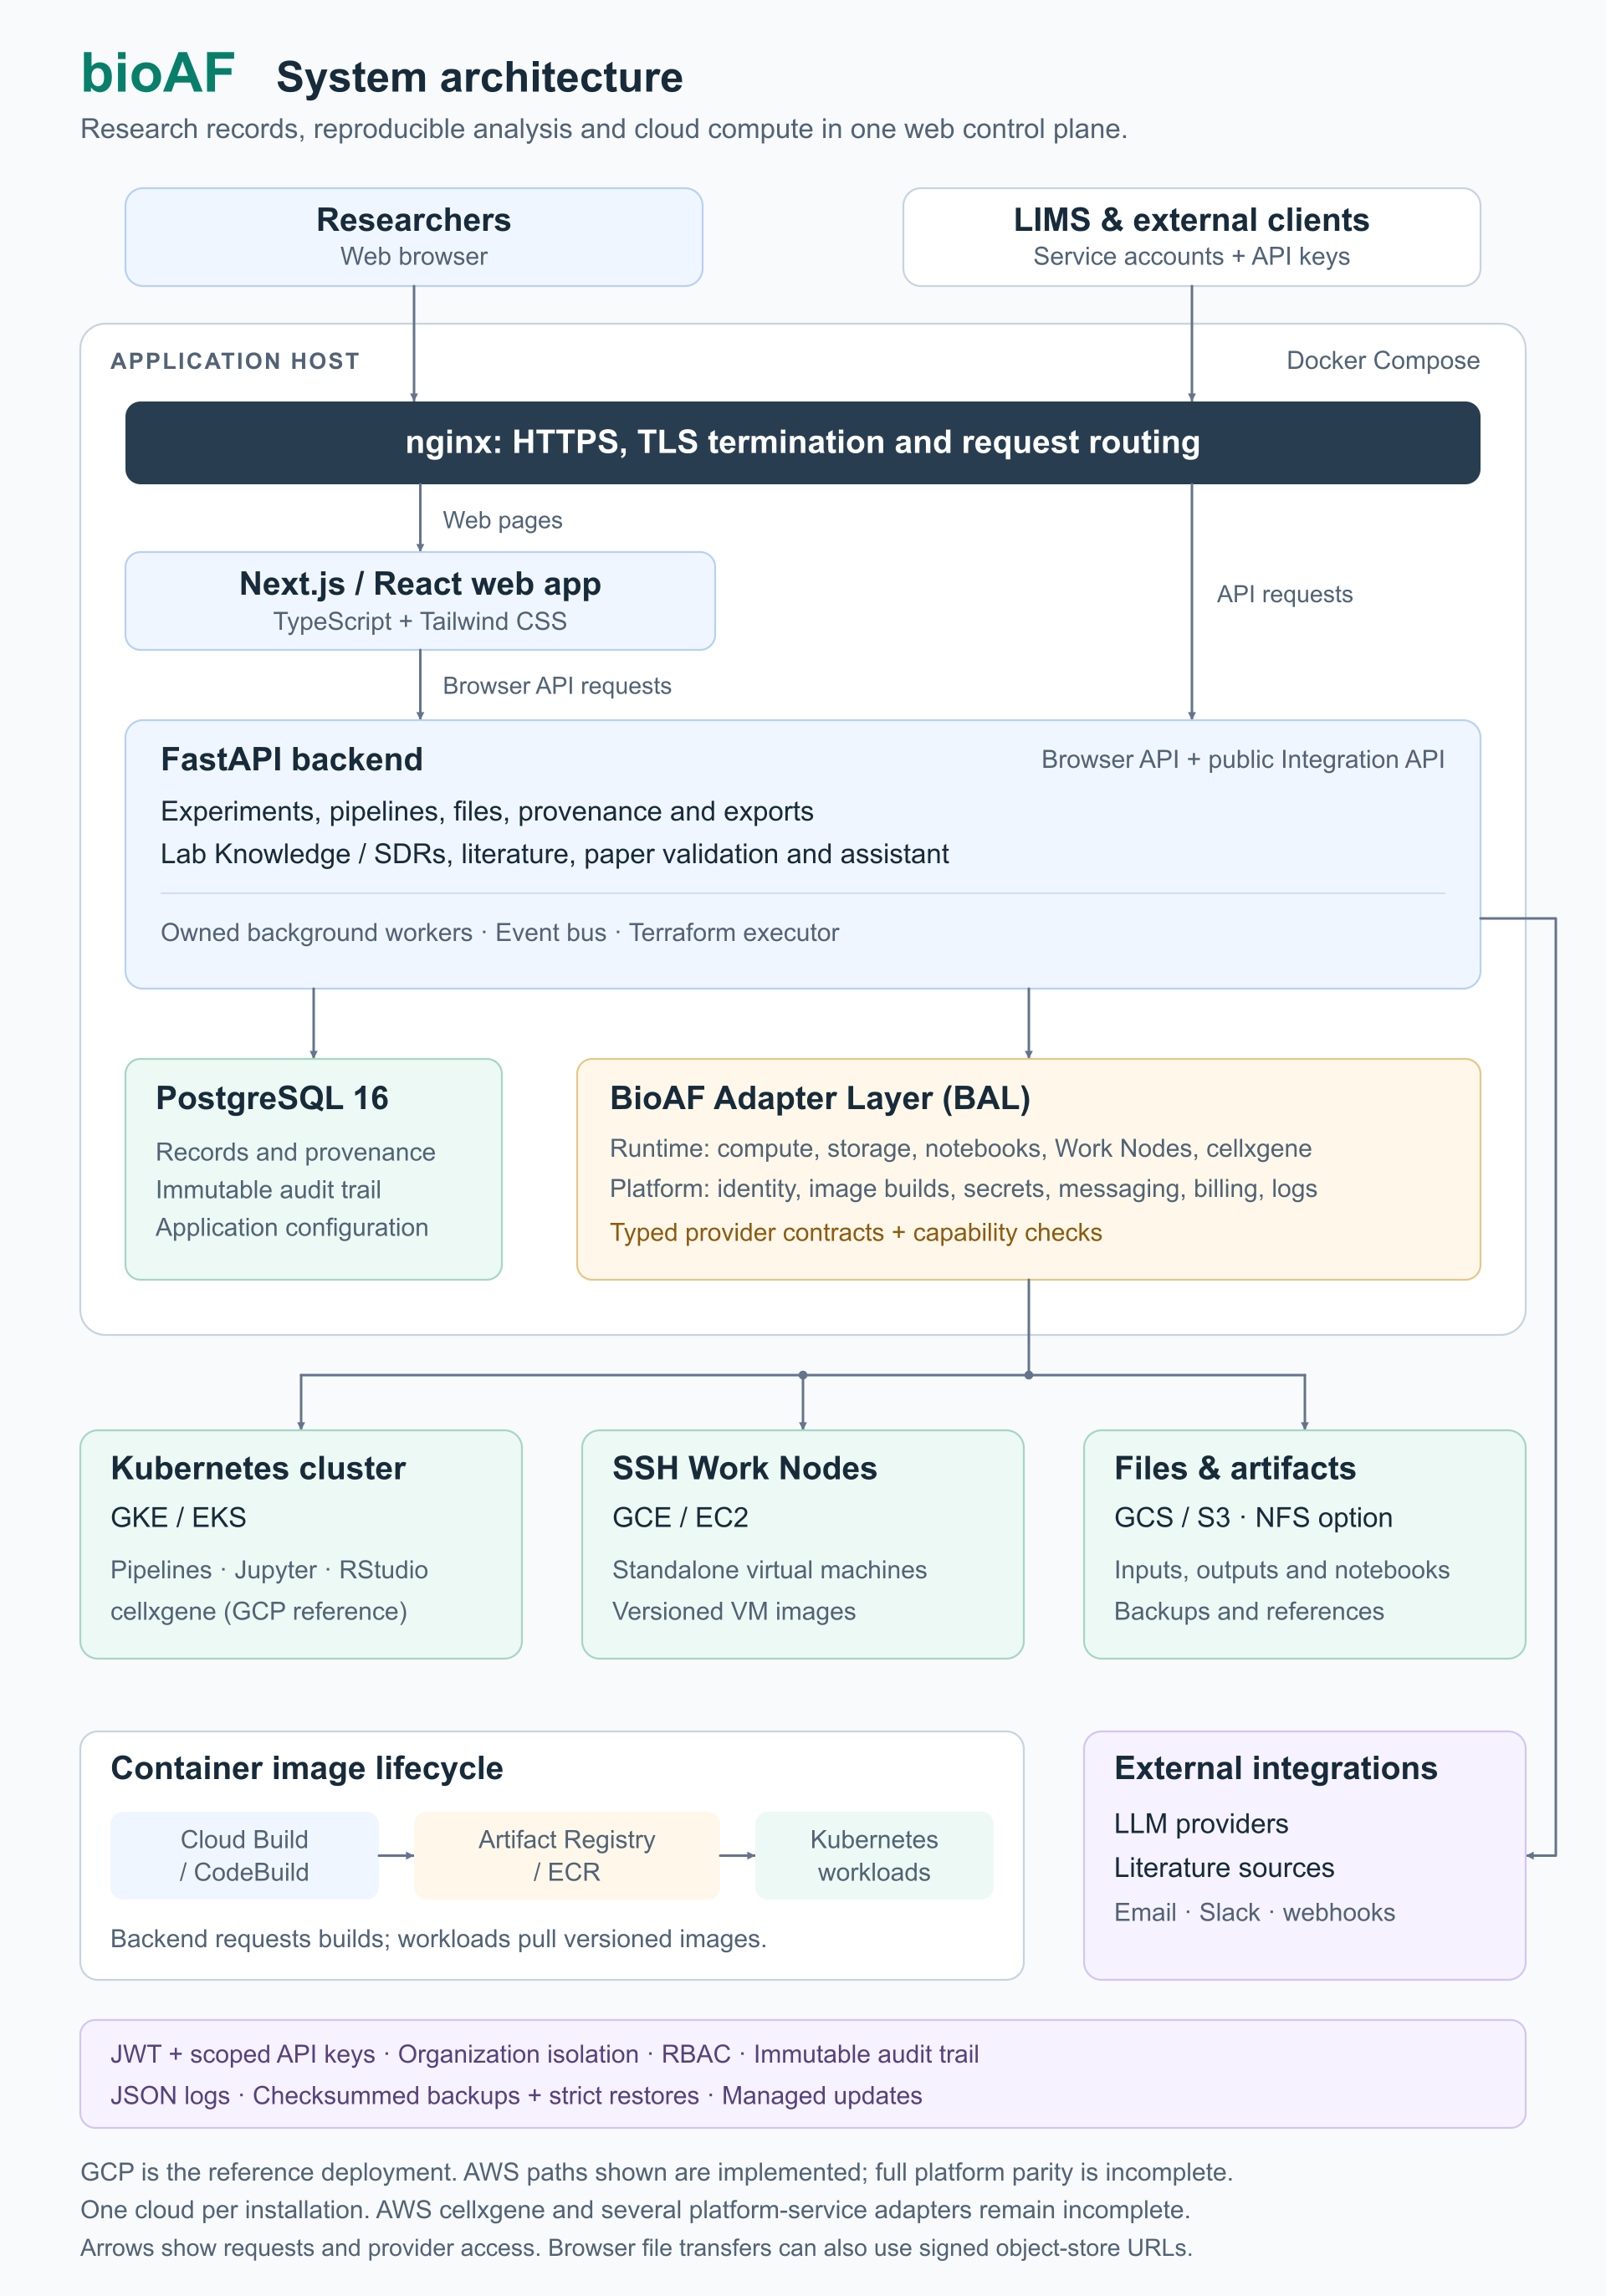 bioAF System architecture
Research records, reproducible analysis and cloud compute in one web control plane.
Researchers
Web browser
LIMS & external clients
Service accounts + API keys
APPLICATION HOST
Docker Compose
nginx: HTTPS, TLS termination and request routing
Web pages
Next.js / React web app
TypeScript + Tailwind CSS
API requests
Browser API requests
FastAPI backend
Browser API + public Integration API
Experiments, pipelines, files, provenance and exports
Lab Knowledge / SDRs, literature, paper validation and assistant
Owned background workers · Event bus · Terraform executor
PostgreSQL 16
Records and provenance
Immutable audit trail
Application configuration
BioAF Adapter Layer (BAL)
Runtime: compute, storage, notebooks, Work Nodes, cellxgene
Platform: identity, image builds, secrets, messaging, billing, logs
Typed provider contracts + capability checks
Kubernetes cluster
GKE / EKS
Pipelines · Jupyter · RStudio
cellxgene (GCP reference)
SSH Work Nodes
GCE / EC2
Standalone virtual machines
Versioned VM images
Files & artifacts
GCS / S3 · NFS option
Inputs, outputs and notebooks
Backups and references
Container image lifecycle
Cloud Build
/ CodeBuild
Artifact Registry
/ ECR
Kubernetes
workloads
Backend requests builds; workloads pull versioned images.
External integrations
LLM providers
Literature sources
Email · Slack · webhooks
JWT + scoped API keys · Organization isolation · RBAC · Immutable audit trail
JSON logs · Checksummed backups + strict restores · Managed updates
GCP is the reference deployment. AWS paths shown are implemented; full platform parity is incomplete.
One cloud per installation. AWS cellxgene and several platform-service adapters remain incomplete.
Arrows show requests and provider access. Browser file transfers can also use signed object-store URLs.